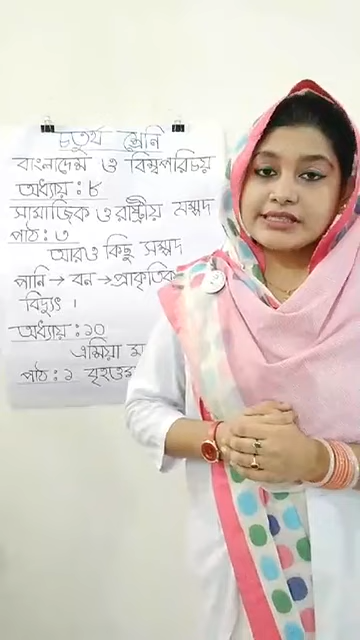 চতুর্থ শ্রেনি
বাংলাদেশ ও বিশ্বপরিচয়
অধ্যায় : ৮
সামাজিক ও রাষ্ট্রীয় সম্পদ
পাঠ : ৩
আরও কিছু সম্পদ
পানি → বন → প্রাকৃতিক
বিদ্যুৎ ।
অধ্যায় : ১০
এশিয়া ম
পাঠ : ১